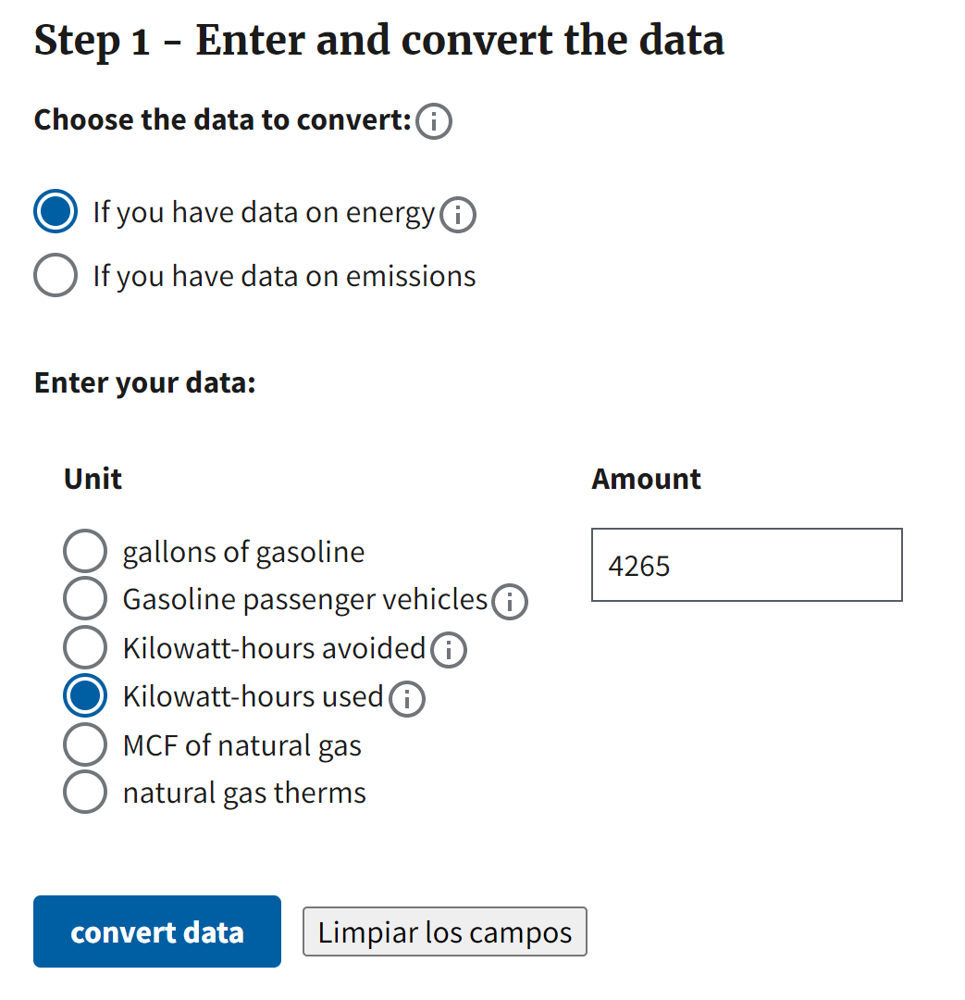 Step 1 – Enter and convert the data
Choose the data to convert:
If you have data on energy
If you have data on emissions
Enter your data:
Unit
Amount
gallons of gasoline
4265
Gasoline passenger vehicles
Kilowatt-hours avoided
Kilowatt-hours used
MCF of natural gas
natural gas therms
convert data
Limpiar los campos